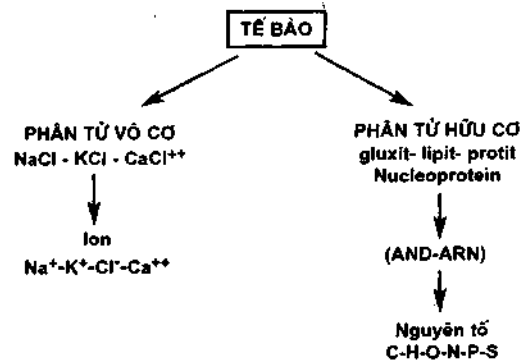 TẾ BÀO
PHÂN TỬ VÔ CƠ
NaCl - KCl - CaCl⁺⁺
Ion
Na⁺-K⁺-Cl⁻-Ca⁺⁺
PHÂN TỬ HỮU CƠ
gluxit- lipit- protit
Nucleoprotein
(AND-ARN)
Nguyên tố
C-H-O-N-P-S